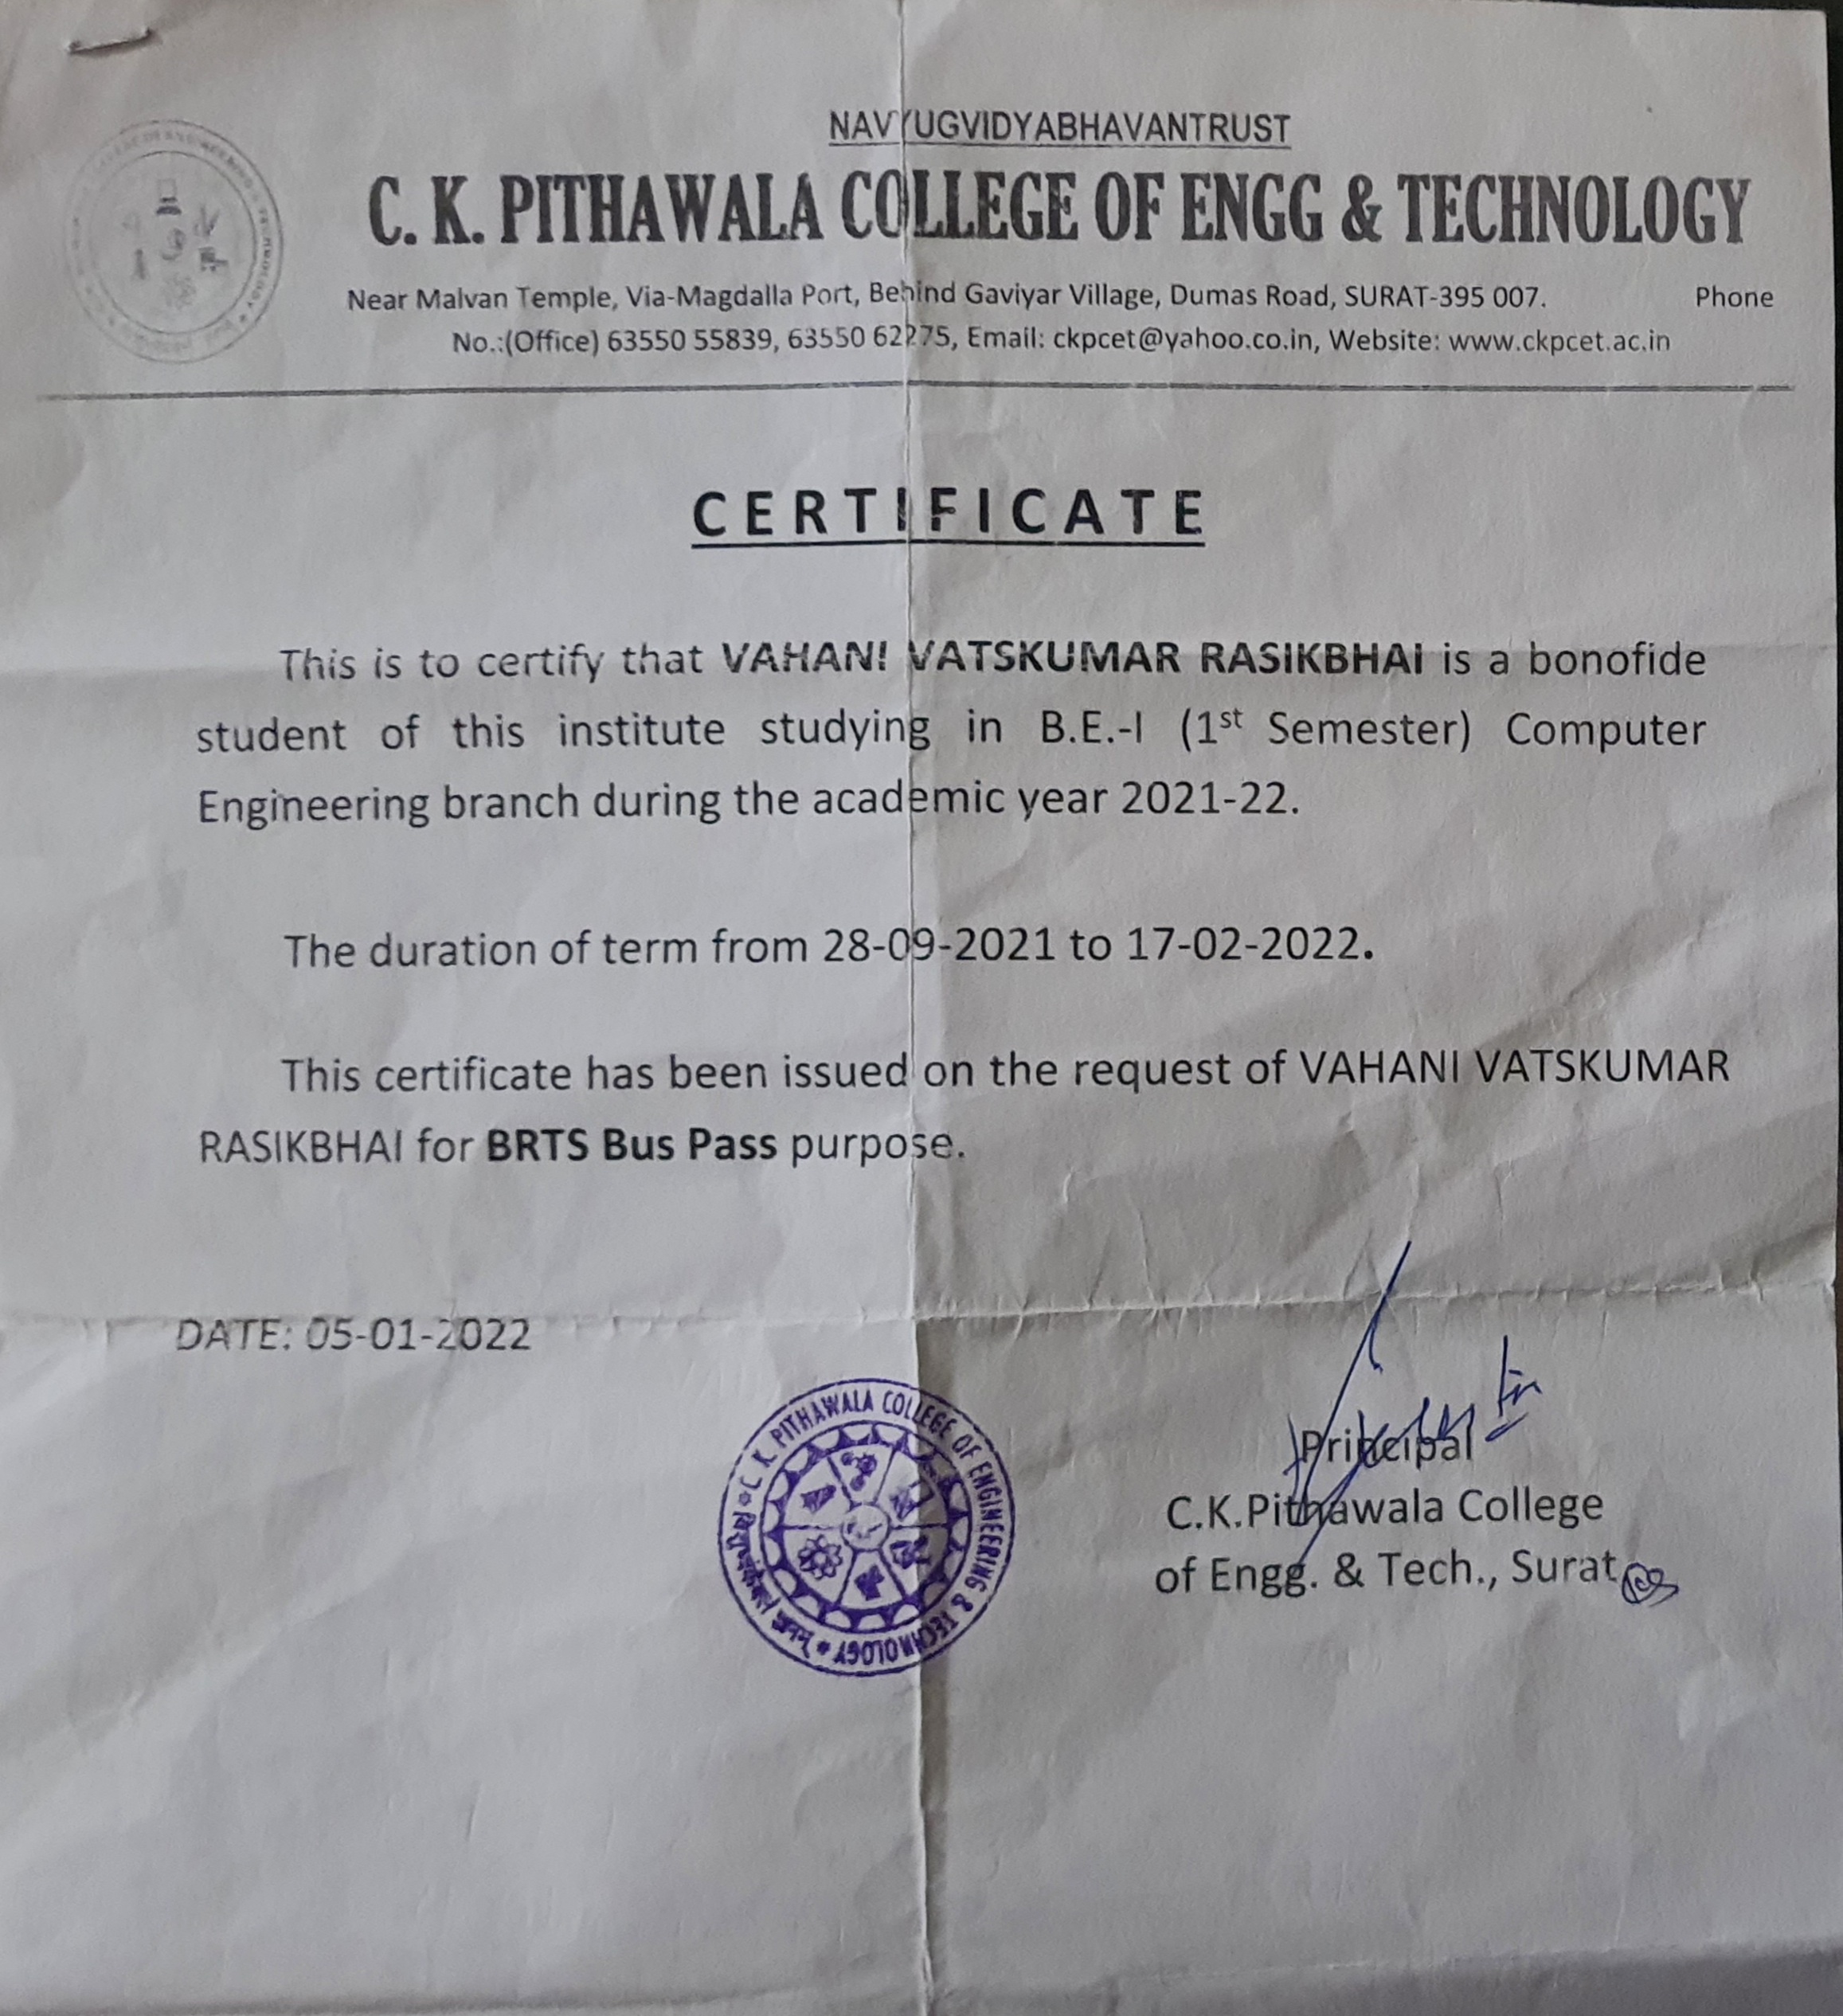 NAVYUGVIDYABHAVANTRUST
C. K. PITHAWALA COLLEGE OF ENGG & TECHNOLOGY
Near Malvan Temple, Via-Magdalla Port, Behind Gaviyar Village, Dumas Road, SURAT-395 007. Phone
No.:(Office) 63550 55839, 63550 62275, Email: ckpcet@yahoo.co.in, Website: www.ckpcet.ac.in
CERTIFICATE
This is to certify that VAHANI VATSKUMAR RASIKBHAI is a bonofide
student of this institute studying in B.E.-I (1st Semester) Computer
Engineering branch during the academic year 2021-22.
The duration of term from 28-09-2021 to 17-02-2022.
This certificate has been issued on the request of VAHANI VATSKUMAR
RASIKBHAI for BRTS Bus Pass purpose.
DATE: 05-01-2022
C. K. PITHAWALA COLLEGE OF ENGINEERING & TECHNOLOGY
Principal
C.K.Pithawala College
of Engg. & Tech., Surat